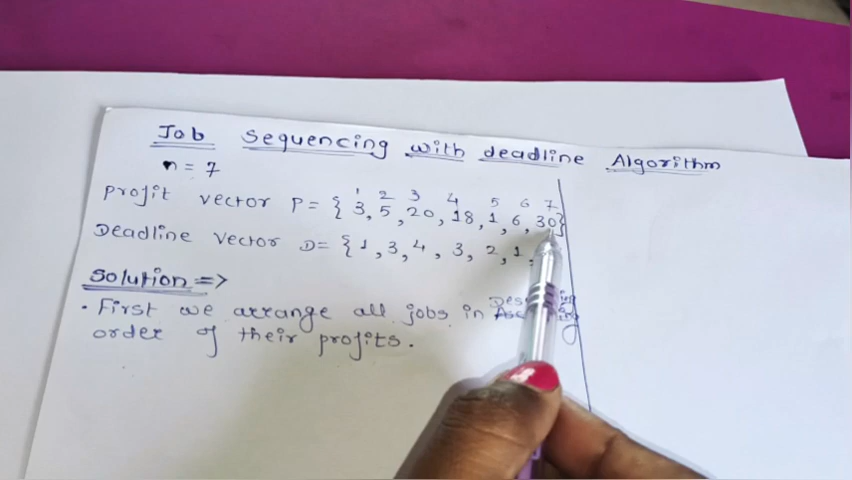 Job Sequencing with deadline Algorithm
n = 7
1 2 3 4 5 6 7
Profit vector P = { 3, 5, 20, 18, 1, 6, 30}
Deadline vector D = { 1, 3, 4, 3, 2, 1,
Solution =>
• First we arrange all jobs in
order of their profits.